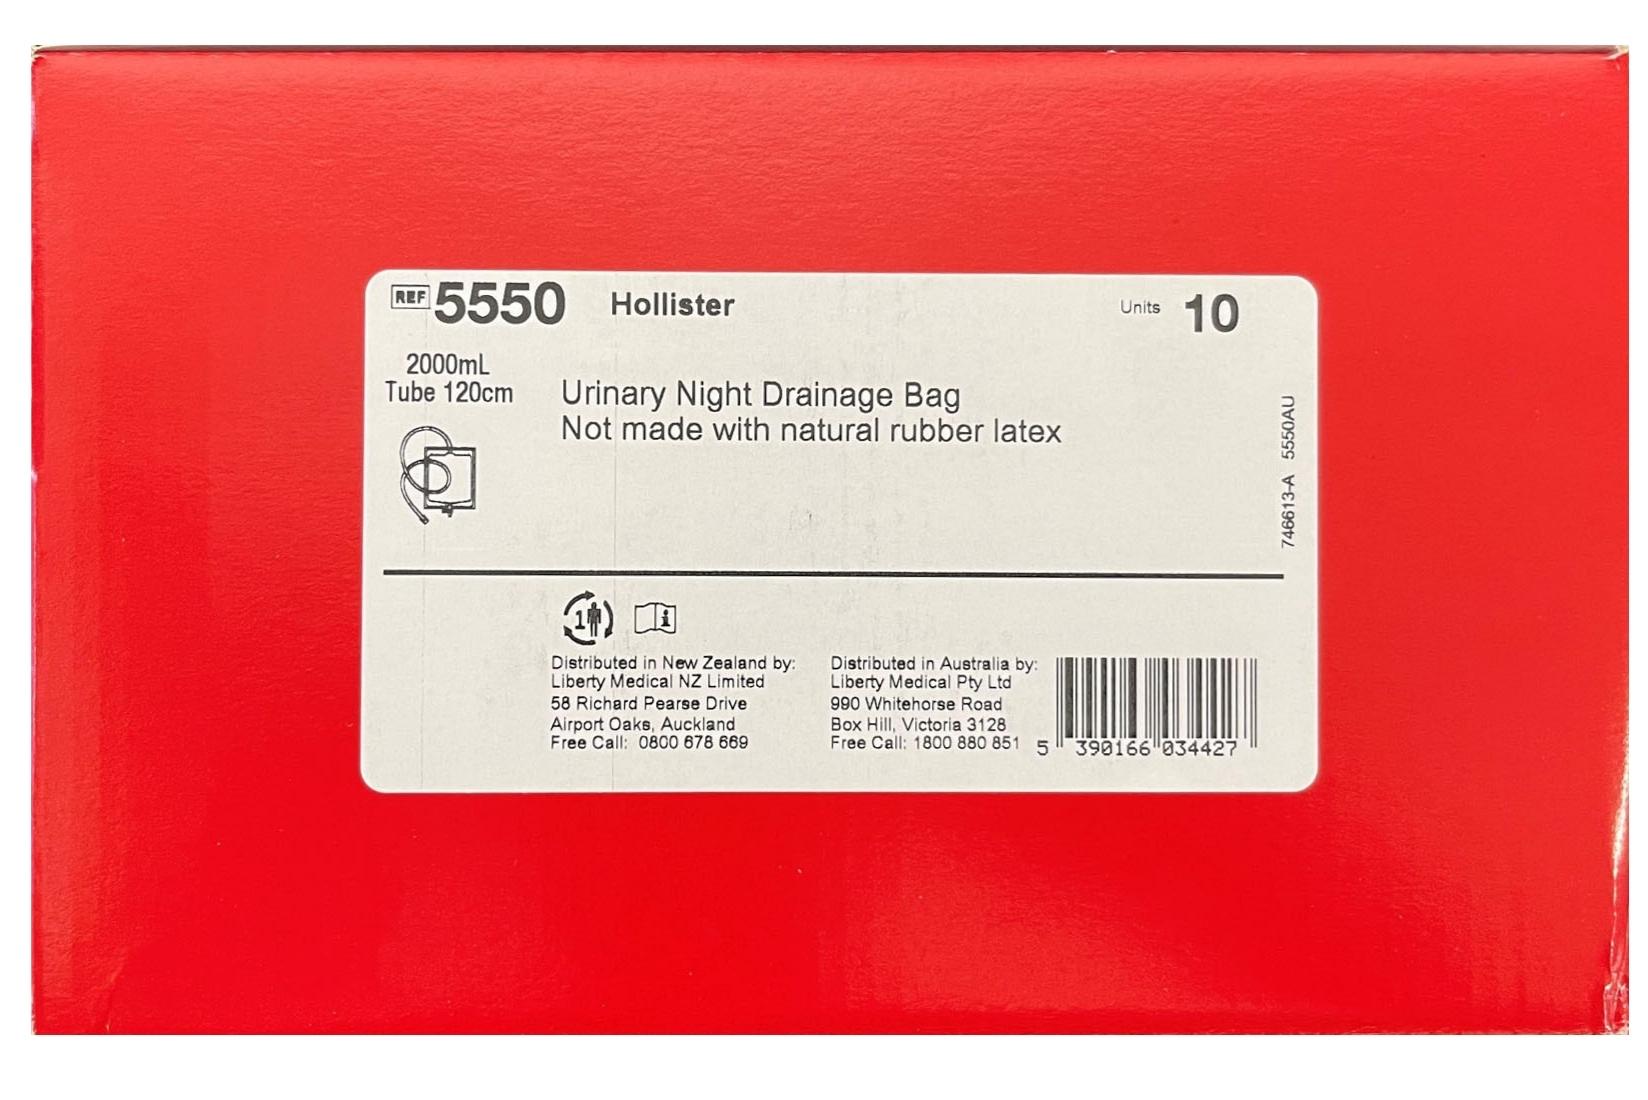 REF 5550 Hollister Units 10
2000mL
Tube 120cm
Urinary Night Drainage Bag
Not made with natural rubber latex
746613-A 5550AU
1 i
Distributed in New Zealand by:
Liberty Medical NZ Limited
58 Richard Pearse Drive
Airport Oaks, Auckland
Free Call: 0800 678 669
Distributed in Australia by:
Liberty Medical Pty Ltd
990 Whitehorse Road
Box Hill, Victoria 3128
Free Call: 1800 880 851
5 390166 034427